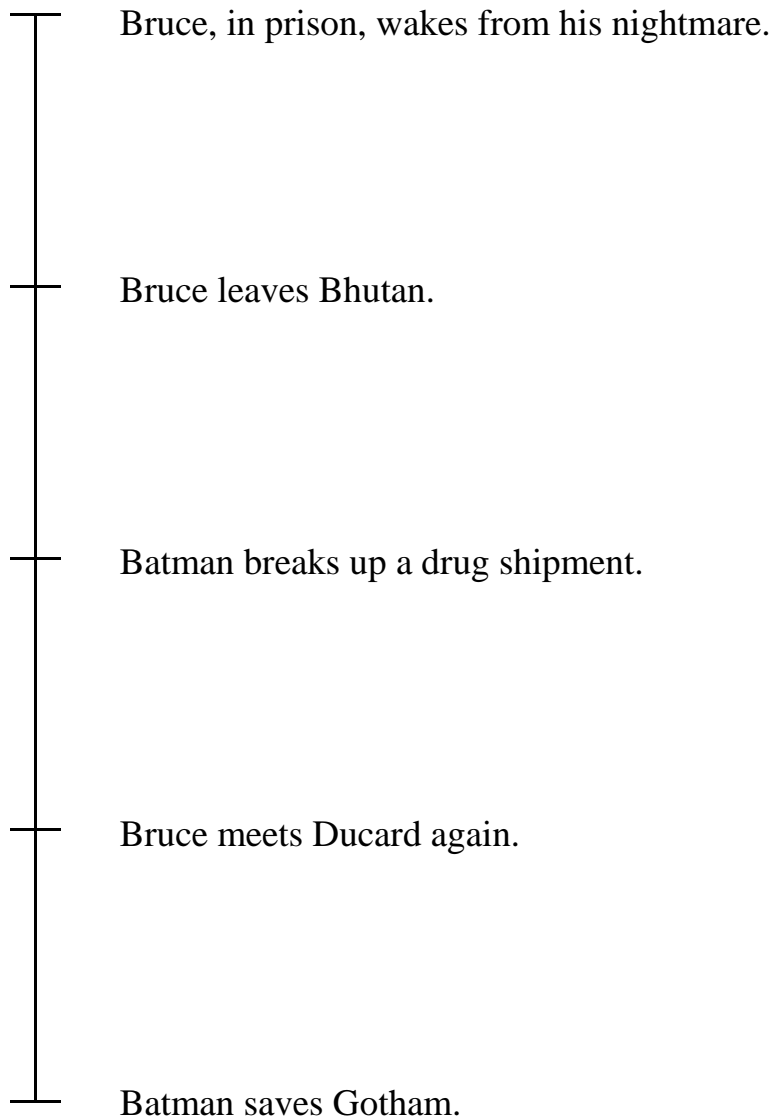 Bruce, in prison, wakes from his nightmare.
Bruce leaves Bhutan.
Batman breaks up a drug shipment.
Bruce meets Ducard again.
Batman saves Gotham.